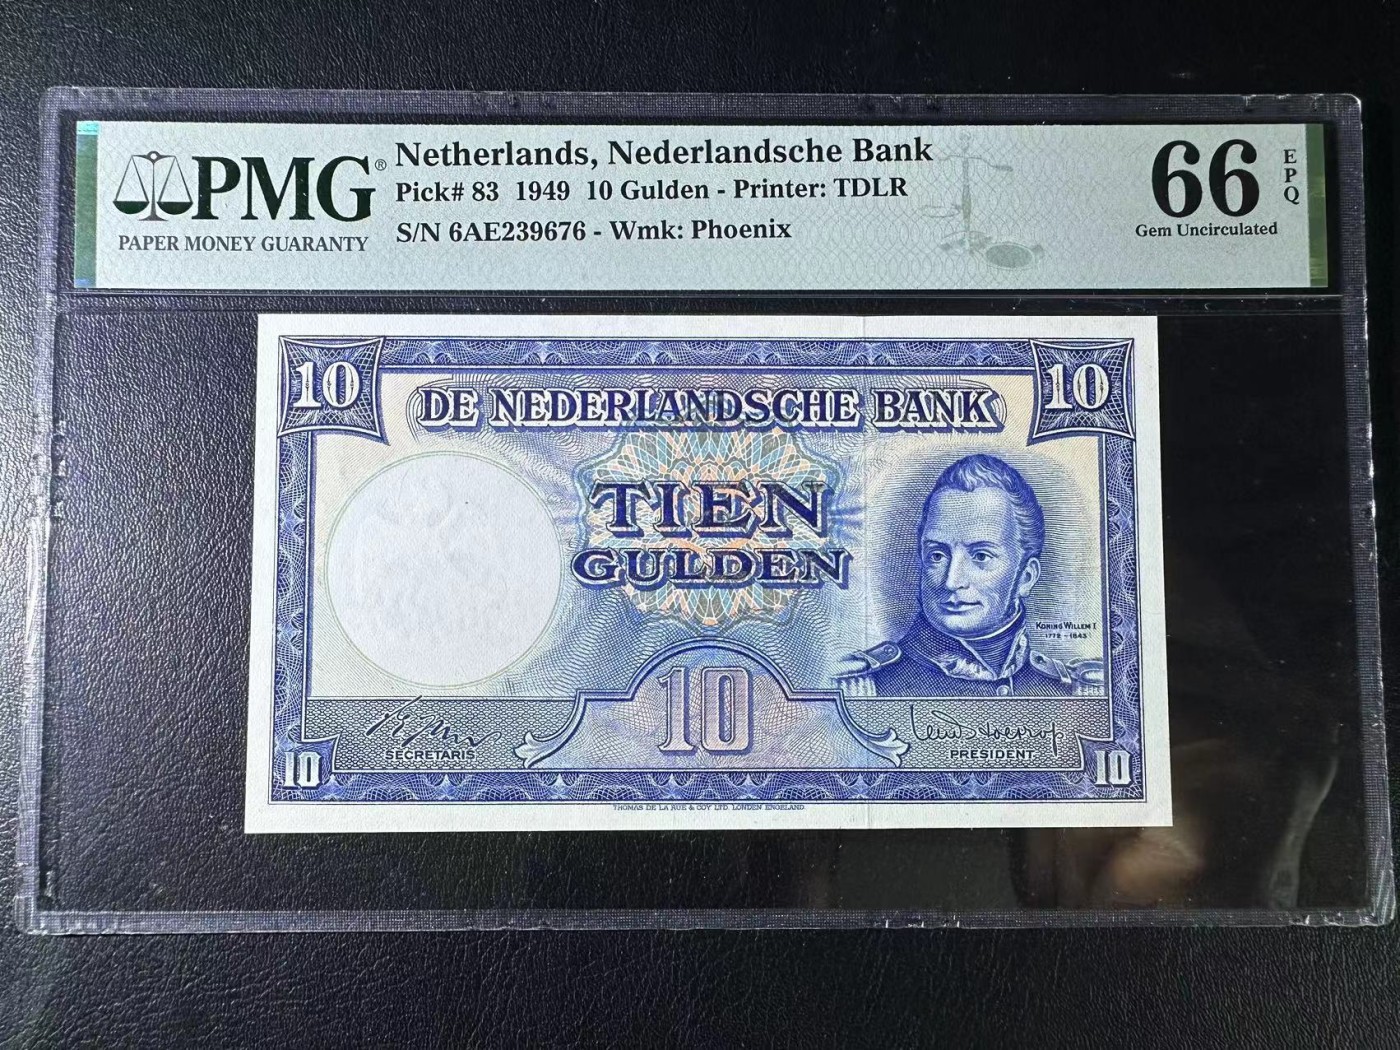 PMG®
PAPER MONEY GUARANTY
Netherlands, Nederlandsche Bank
Pick# 83 1949 10 Gulden - Printer: TDLR
S/N 6AE239676 - Wmk: Phoenix
66 EPQ
Gem Uncirculated
10
10
DE NEDERLANDSCHE BANK
TIEN
GULDEN
KONING WILLEM I
1772-1843
10
SECRETARIS
PRESIDENT
10
10
THOMAS DE LA RUE & COY LTD. LONDEN ENGELAND